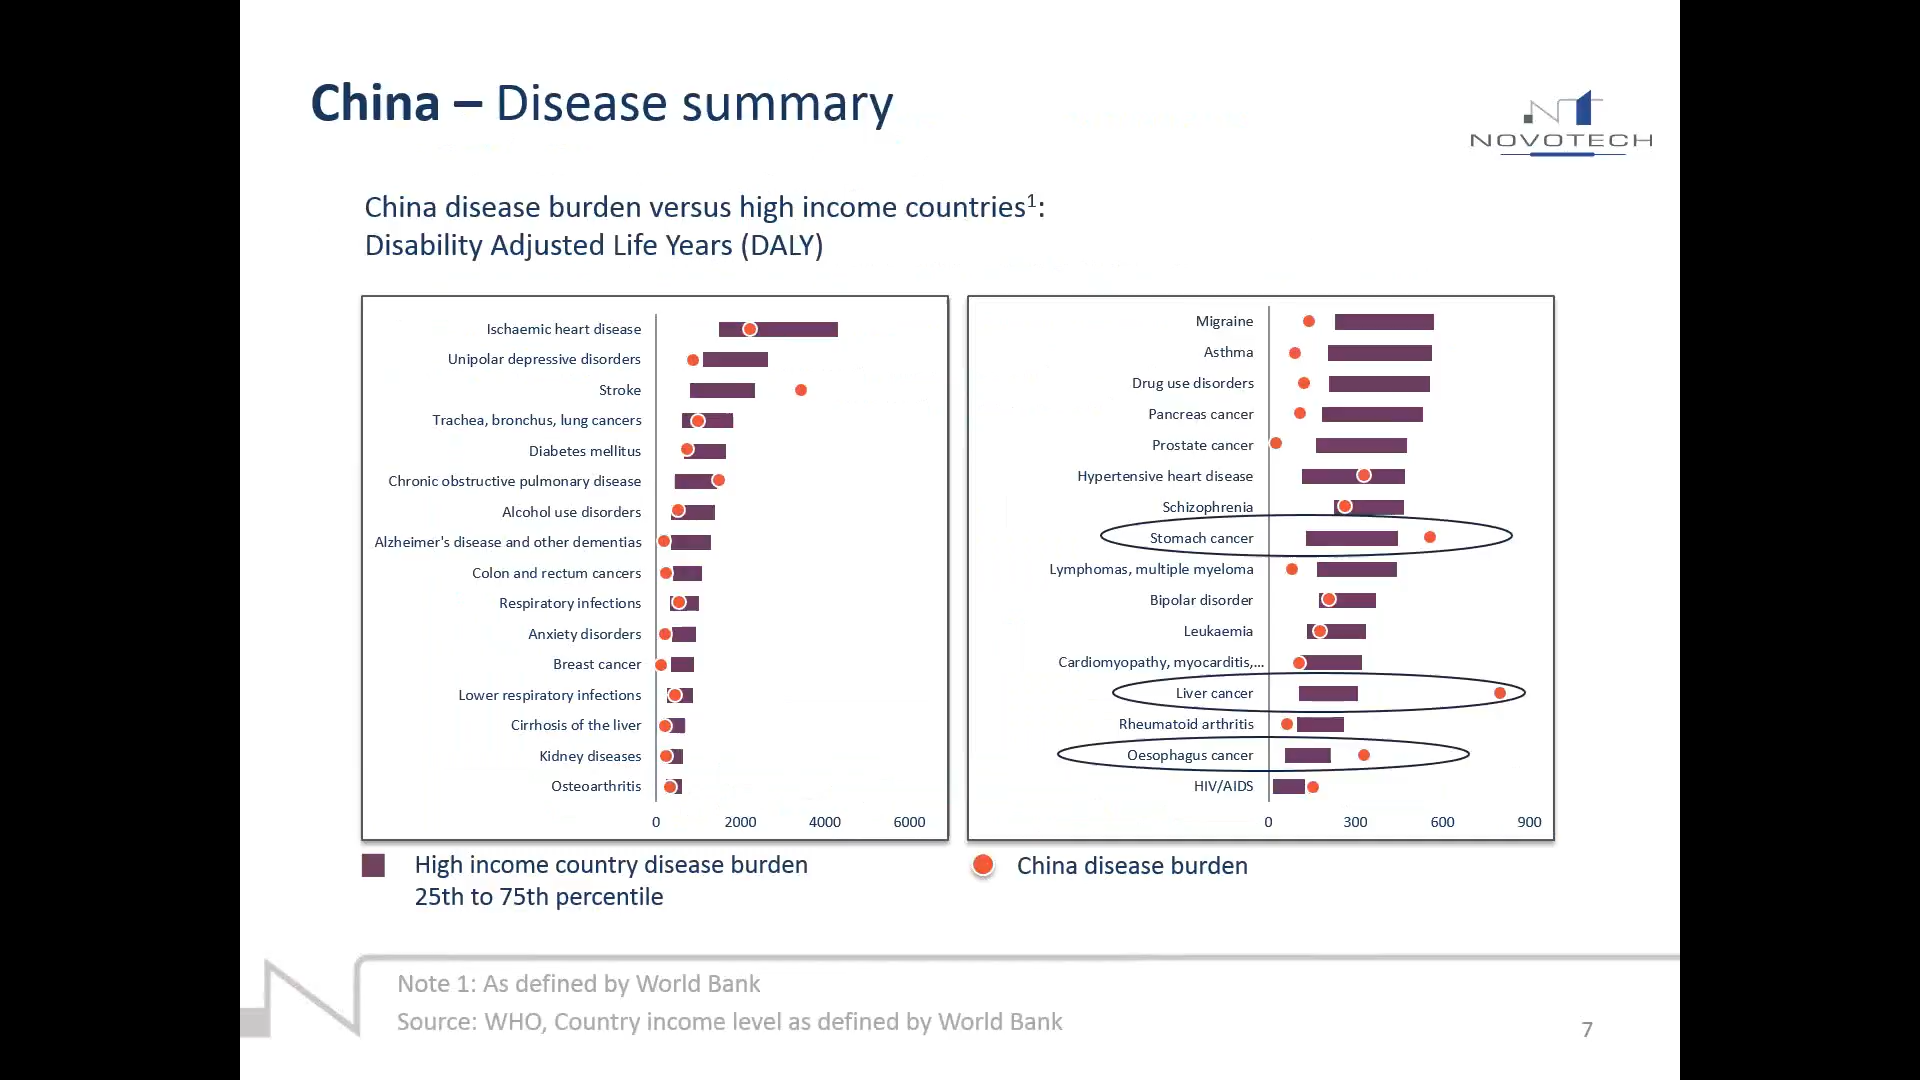 China – Disease summary
NOVOTECH
China disease burden versus high income countries1:
Disability Adjusted Life Years (DALY)
Ischaemic heart disease
Unipolar depressive disorders
Stroke
Trachea, bronchus, lung cancers
Diabetes mellitus
Chronic obstructive pulmonary disease
Alcohol use disorders
Alzheimer's disease and other dementias
Colon and rectum cancers
Respiratory infections
Anxiety disorders
Breast cancer
Lower respiratory infections
Cirrhosis of the liver
Kidney diseases
Osteoarthritis
0 2000 4000 6000
Migraine
Asthma
Drug use disorders
Pancreas cancer
Prostate cancer
Hypertensive heart disease
Schizophrenia
Stomach cancer
Lymphomas, multiple myeloma
Bipolar disorder
Leukaemia
Cardiomyopathy, myocarditis,...
Liver cancer
Rheumatoid arthritis
Oesophagus cancer
HIV/AIDS
0 300 600 900
High income country disease burden
25th to 75th percentile
China disease burden
Note 1: As defined by World Bank
Source: WHO, Country income level as defined by World Bank
7